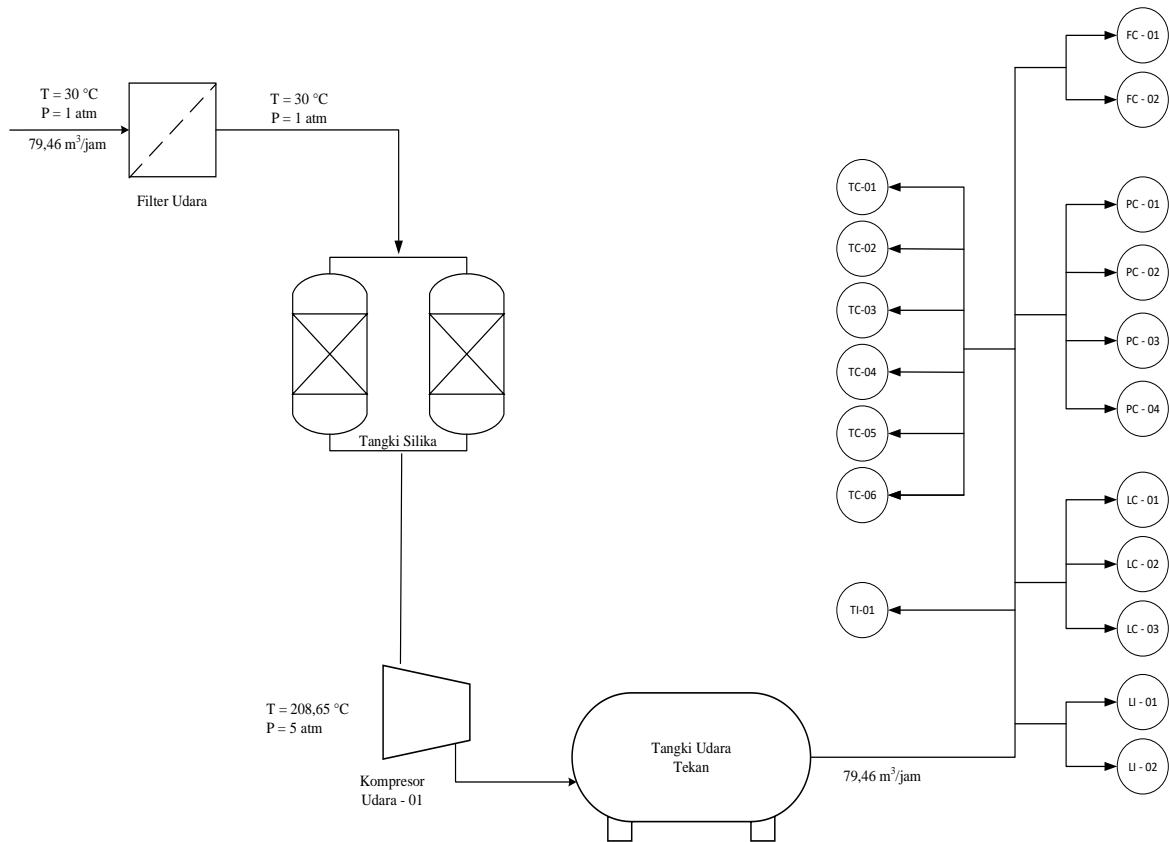 T = 30 °C
P = 1 atm
79,46 m³/jam
T = 30 °C
P = 1 atm
Filter Udara
Tangki Silika
T = 208,65 °C
P = 5 atm
Kompresor
Udara - 01
Tangki Udara
Tekan
79,46 m³/jam
TC-01
TC-02
TC-03
TC-04
TC-05
TC-06
TI-01
FC - 01
FC - 02
PC - 01
PC - 02
PC - 03
PC - 04
LC - 01
LC - 02
LC - 03
LI - 01
LI - 02